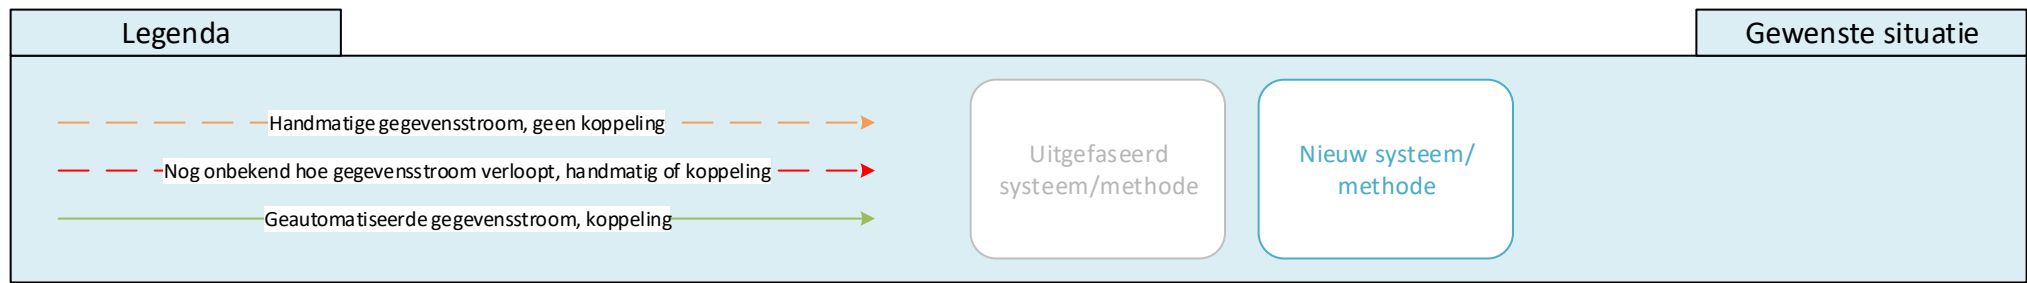 Legenda
Gewenste situatie
Handmatige gegevensstroom, geen koppeling
Nog onbekend hoe gegevensstroom verloopt, handmatig of koppeling
Geautomatiseerde gegevensstroom, koppeling
Uitgefaseerd
systeem/methode
Nieuw systeem/
methode